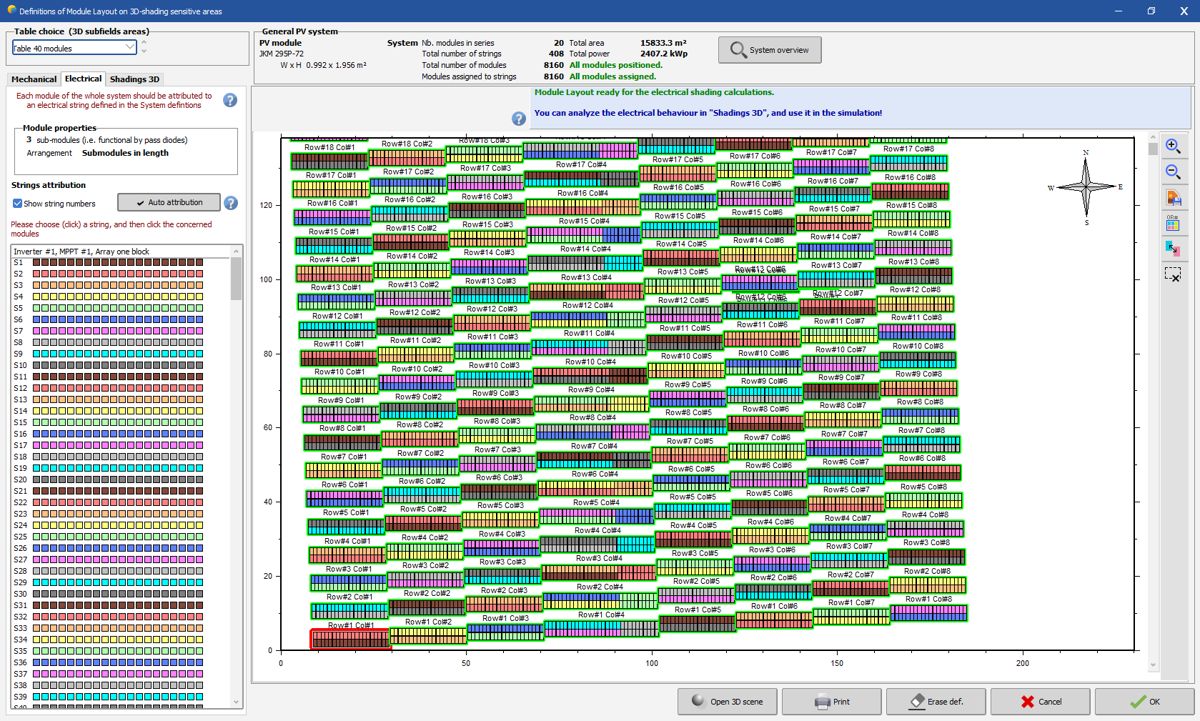 Definitions of Module Layout on 3D-shading sensitive areas
Table choice (3D subfields areas)
Table 40 modules
General PV system
PV module
JKM 295P-72
W x H 0.992 x 1.956 m²
System Nb. modules in series 20
Total number of strings 408
Total number of modules 8160
Modules assigned to strings 8160
Total area 15833.3 m²
Total power 2407.2 kWp
All modules positioned.
All modules assigned.
System overview
Mechanical Electrical Shadings 3D
Each module of the whole system should be attributed to
an electrical string defined in the System definitions
Module properties
3 sub-modules (i.e. functional by pass diodes)
Arrangement Submodules in length
Strings attribution
Show string numbers
Auto attribution
Please choose (click) a string, and then click the concerned
modules
Inverter #1, MPPT #1, Array one block
S1
S2
S3
S4
S5
S6
S7
S8
S9
S10
S11
S12
S13
S14
S15
S16
S17
S18
S19
S20
S21
S22
S23
S24
S25
S26
S27
S28
S29
S30
S31
S32
S33
S34
S35
S36
S37
S38
S39
S40
Module Layout ready for the electrical shading calculations.
You can analyze the electrical behaviour in "Shadings 3D", and use it in the simulation!
Row#18 Col#1 Row#18 Col#2 Row#18 Col#3
Row#17 Col#1 Row#17 Col#2 Row#17 Col#3 Row#17 Col#4 Row#17 Col#5 Row#17 Col#6 Row#17 Col#7 Row#17 Col#8
Row#16 Col#1 Row#16 Col#2 Row#16 Col#3 Row#16 Col#4 Row#16 Col#5 Row#16 Col#6 Row#16 Col#7 Row#16 Col#8
Row#15 Col#1 Row#15 Col#2 Row#15 Col#3 Row#15 Col#4 Row#15 Col#5 Row#15 Col#6 Row#15 Col#7 Row#15 Col#8
Row#14 Col#1 Row#14 Col#2 Row#14 Col#3 Row#14 Col#4 Row#14 Col#5 Row#14 Col#6 Row#14 Col#7 Row#14 Col#8
Row#13 Col#1 Row#13 Col#2 Row#13 Col#3 Row#13 Col#4 Row#13 Col#5 Row#13 Col#7 Row#13 Col#8
Row#12 Col#1 Row#12 Col#2 Row#12 Col#3 Row#12 Col#4 Row#12 Col#5 Row#12 Col#6 Row#12 Col#7 Row#12 Col#8
Row#11 Col#1 Row#11 Col#2 Row#11 Col#3 Row#11 Col#4 Row#11 Col#5 Row#11 Col#6 Row#11 Col#7 Row#11 Col#8
Row#10 Col#1 Row#10 Col#2 Row#10 Col#3 Row#10 Col#4 Row#10 Col#5 Row#10 Col#6 Row#10 Col#7 Row#10 Col#8
Row#9 Col#1 Row#9 Col#2 Row#9 Col#3 Row#9 Col#4 Row#9 Col#5 Row#9 Col#6 Row#9 Col#7 Row#9 Col#8
Row#8 Col#1 Row#8 Col#2 Row#8 Col#3 Row#8 Col#4 Row#8 Col#5 Row#8 Col#6 Row#8 Col#7 Row#8 Col#8
Row#7 Col#1 Row#7 Col#2 Row#7 Col#3 Row#7 Col#4 Row#7 Col#5 Row#7 Col#6 Row#7 Col#7 Row#7 Col#8
Row#6 Col#1 Row#6 Col#2 Row#6 Col#3 Row#6 Col#4 Row#6 Col#5 Row#6 Col#6 Row#6 Col#7 Row#6 Col#8
Row#5 Col#1 Row#5 Col#2 Row#5 Col#3 Row#5 Col#4 Row#5 Col#5 Row#5 Col#6 Row#5 Col#7 Row#5 Col#8
Row#4 Col#1 Row#4 Col#2 Row#4 Col#3 Row#4 Col#4 Row#4 Col#5 Row#4 Col#6 Row#4 Col#7 Row#4 Col#8
Row#3 Col#1 Row#3 Col#2 Row#3 Col#3 Row#3 Col#4 Row#3 Col#5 Row#3 Col#6 Row#3 Col#7 Row#3 Col#8
Row#2 Col#1 Row#2 Col#2 Row#2 Col#3 Row#2 Col#4 Row#2 Col#5 Row#2 Col#6 Row#2 Col#7 Row#2 Col#8
Row#1 Col#1 Row#1 Col#2 Row#1 Col#3 Row#1 Col#4 Row#1 Col#5 Row#1 Col#6 Row#1 Col#7 Row#1 Col#8
N
W E
S
120
100
80
60
40
20
0
0 50 100 150 200
Open 3D scene Print Erase def. Cancel OK